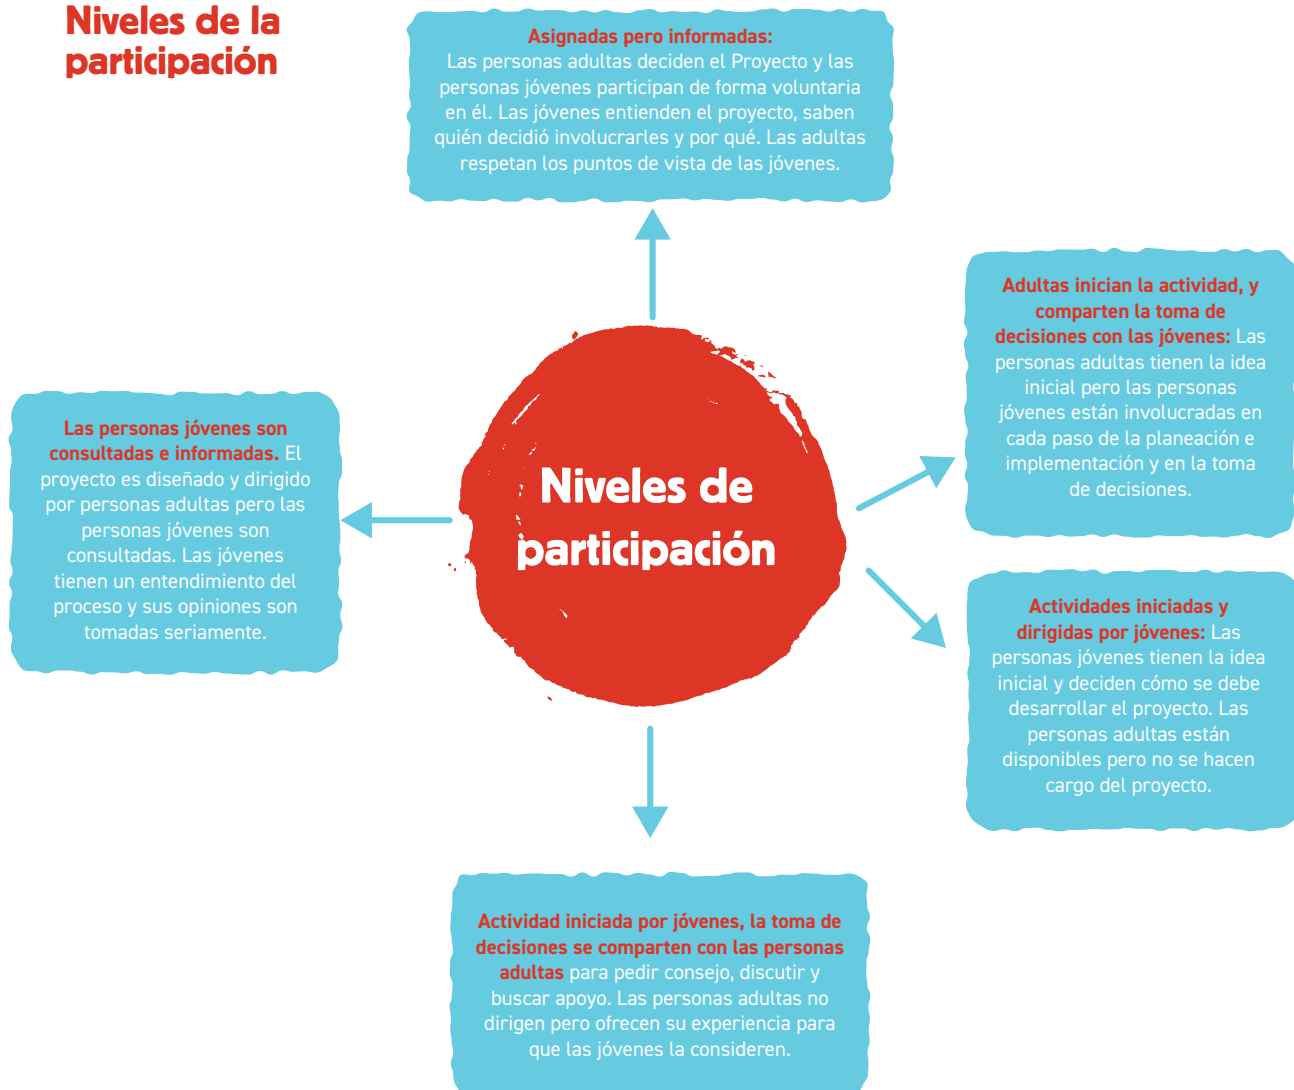 Niveles de la
participación
Asignadas pero informadas:
Las personas adultas deciden el Proyecto y las
personas jóvenes participan de forma voluntaria
en él. Las jóvenes entienden el proyecto, saben
quién decidió involucrarles y por qué. Las adultas
respetan los puntos de vista de las jóvenes.
Adultas inician la actividad, y
comparten la toma de
decisiones con las jóvenes: Las
personas adultas tienen la idea
inicial pero las personas
jóvenes están involucradas en
cada paso de la planeación e
implementación y en la toma
de decisiones.
Las personas jóvenes son
consultadas e informadas. El
proyecto es diseñado y dirigido
por personas adultas pero las
personas jóvenes son
consultadas. Las jóvenes
tienen un entendimiento del
proceso y sus opiniones son
tomadas seriamente.
Niveles de
participación
Actividades iniciadas y
dirigidas por jóvenes: Las
personas jóvenes tienen la idea
inicial y deciden cómo se debe
desarrollar el proyecto. Las
personas adultas están
disponibles pero no se hacen
cargo del proyecto.
Actividad iniciada por jóvenes, la toma de
decisiones se comparten con las personas
adultas para pedir consejo, discutir y
buscar apoyo. Las personas adultas no
dirigen pero ofrecen su experiencia para
que las jóvenes la consideren.